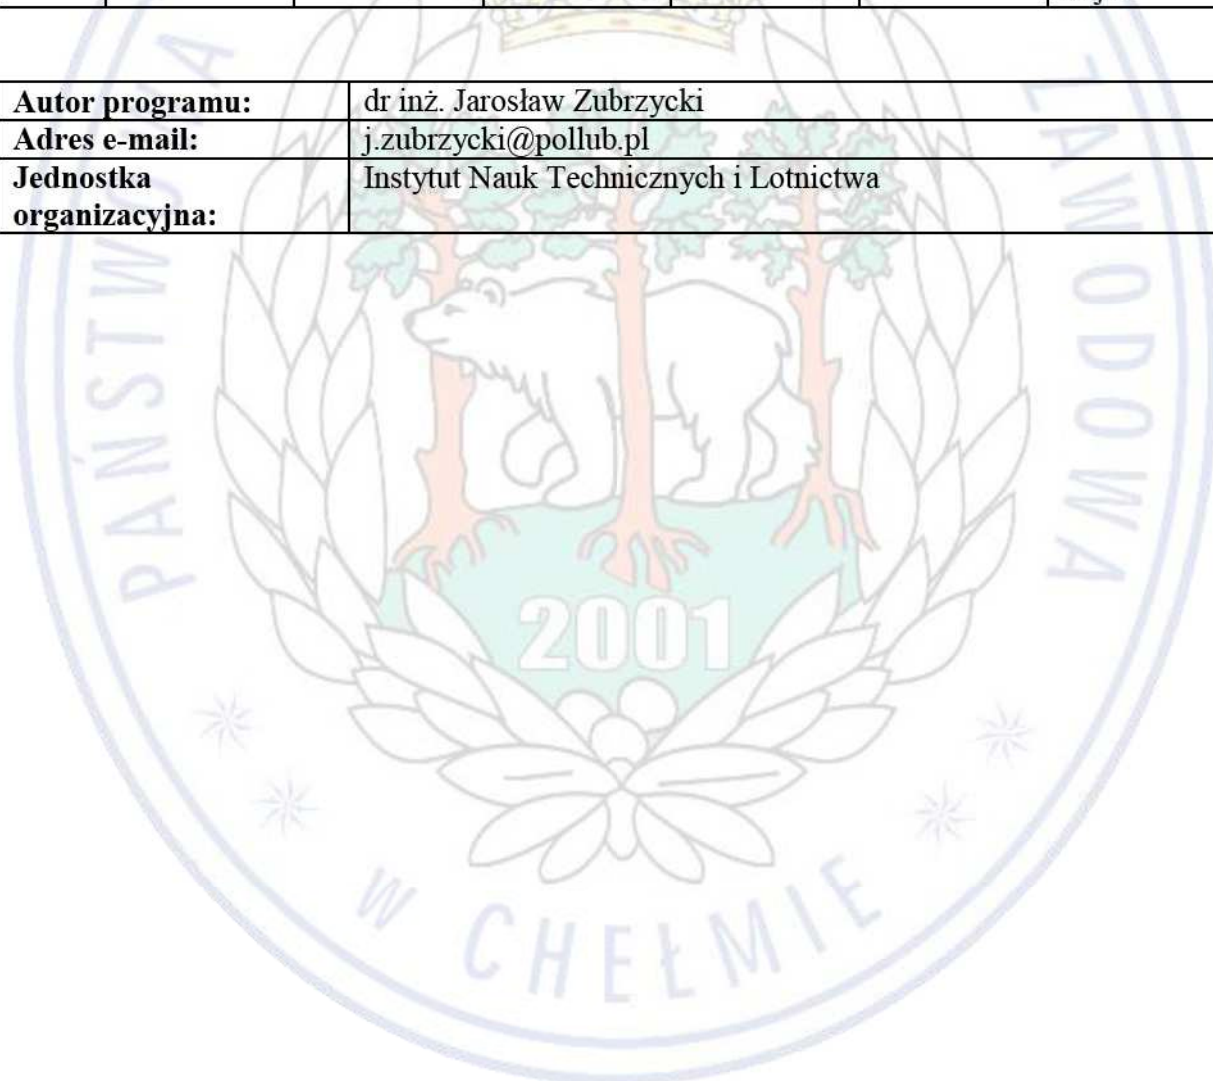 Autor programu: dr inż. Jarosław Zubrzycki
Adres e-mail: j.zubrzycki@pollub.pl
Jednostka organizacyjna: Instytut Nauk Technicznych i Lotnictwa
PAŃSTWOWA
ZAWODOWA
2001
W CHEŁMIE